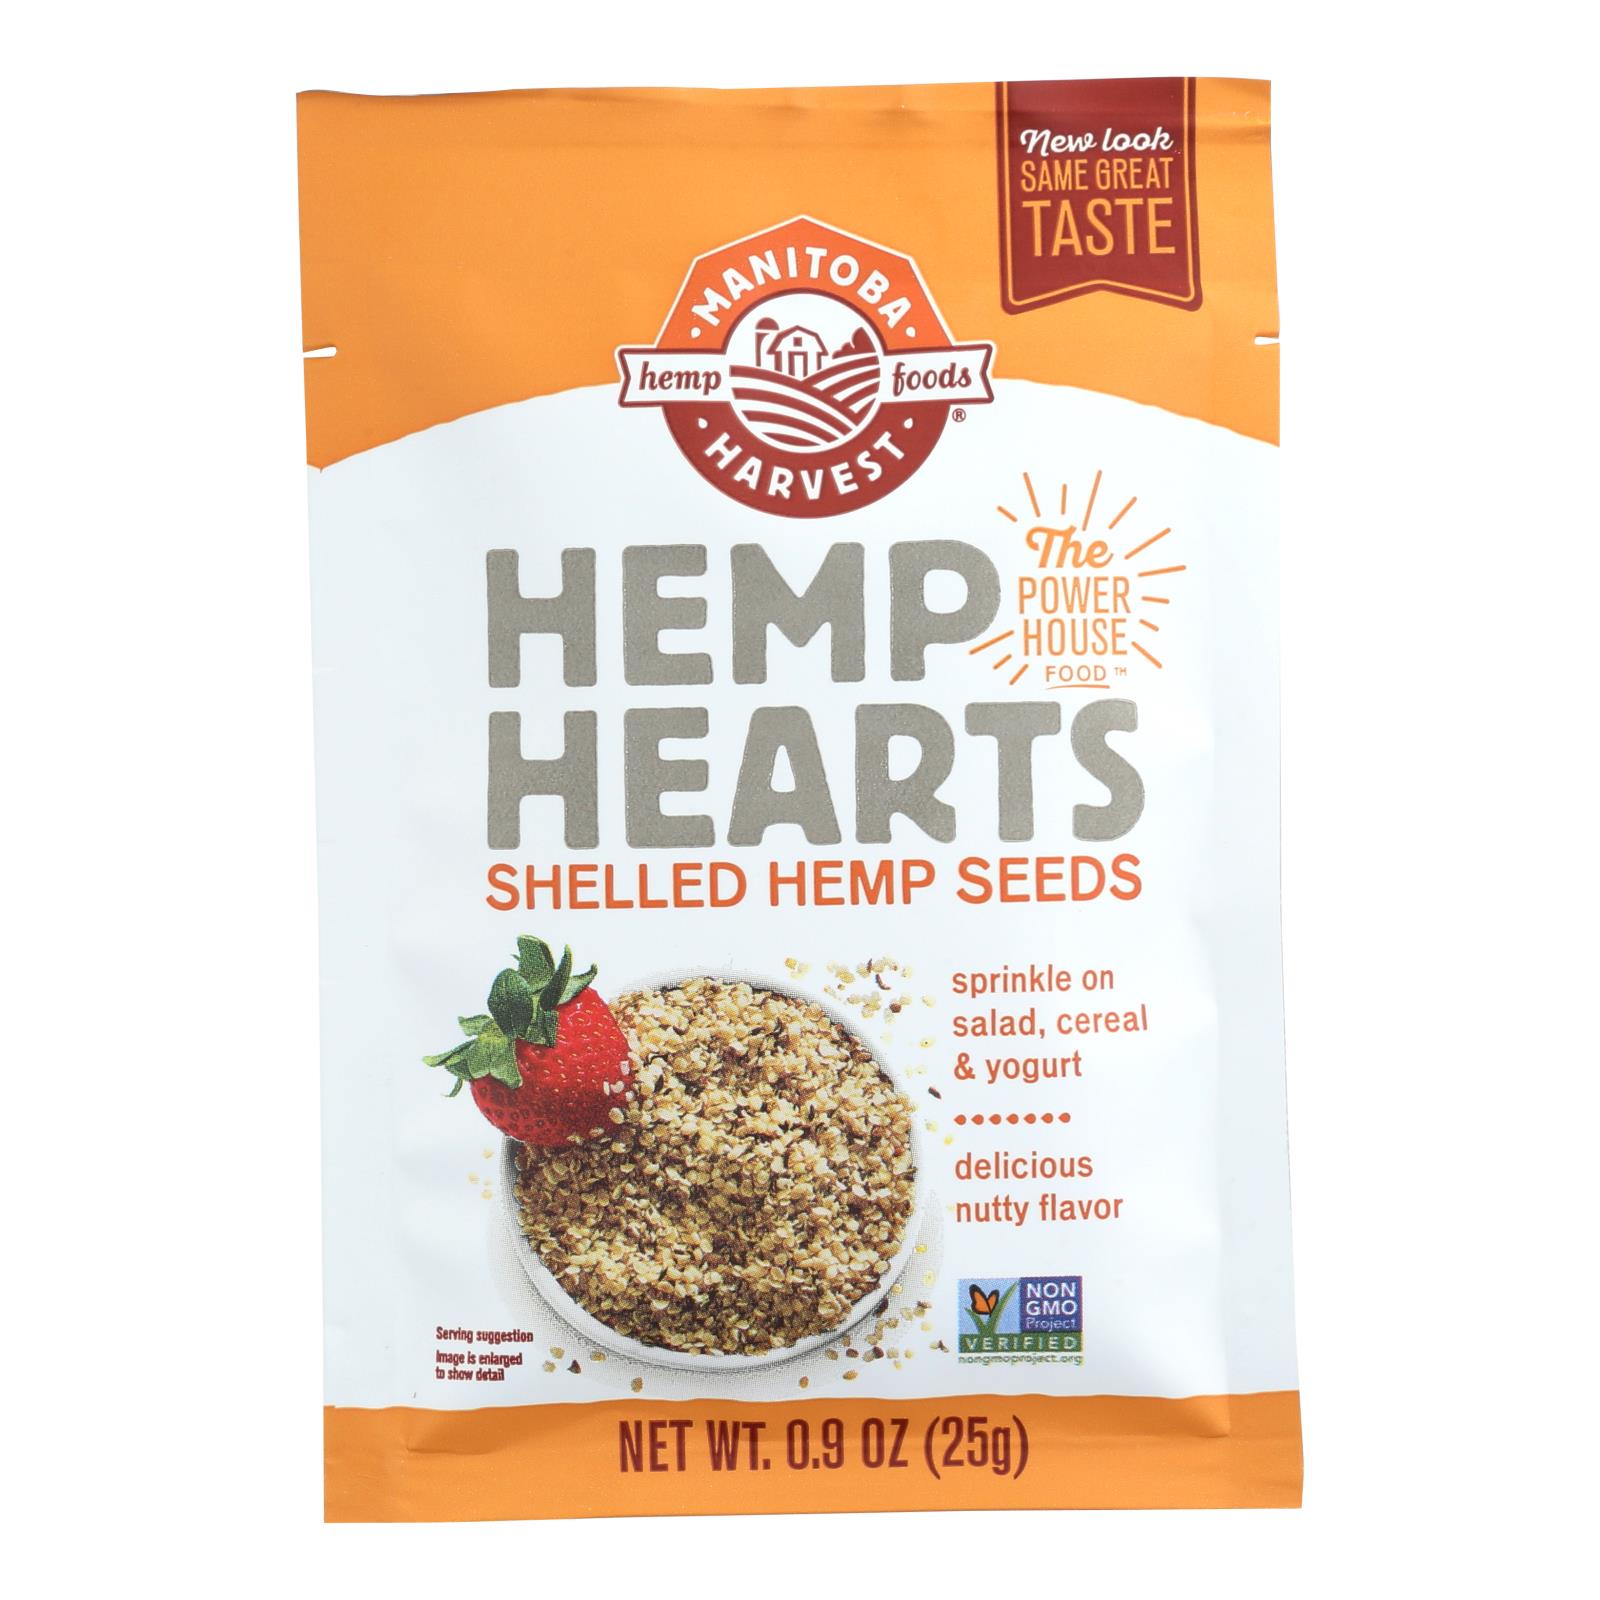 New look
SAME GREAT
TASTE
MANITOBA
hemp foods
HARVEST
®
HEMP
HEARTS
The
POWER
HOUSE
FOOD™
SHELLED HEMP SEEDS
sprinkle on
salad, cereal
& yogurt
delicious
nutty flavor
NON
GMO
Project
VERIFIED
nongmoproject.org
Serving suggestion
Image is enlarged
to show detail
NET WT. 0.9 OZ (25g)